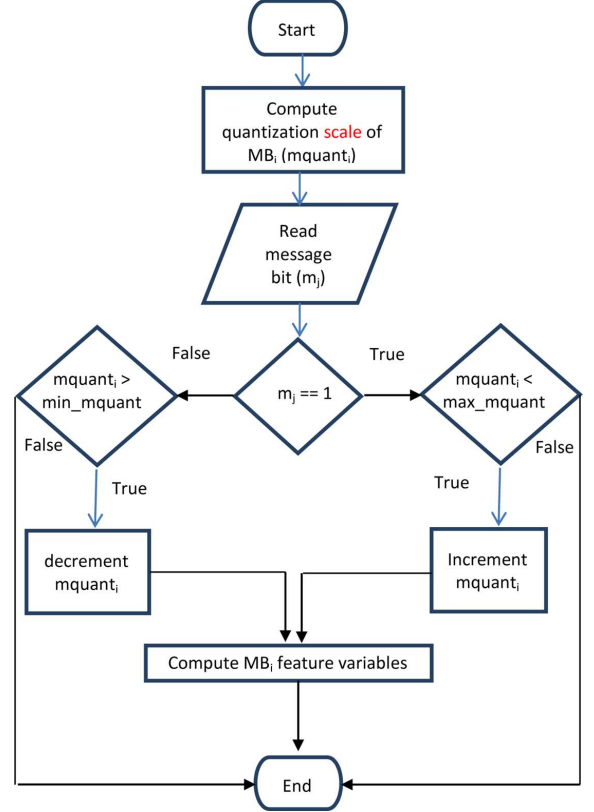 Start
Compute
quantization scale of
MBᵢ (mquantᵢ)
Read
message
bit (mⱼ)
False
True
mquantᵢ >
min_mquant
mⱼ == 1
mquantᵢ <
max_mquant
False
False
True
True
decrement
mquantᵢ
Increment
mquantᵢ
Compute MBᵢ feature variables
End